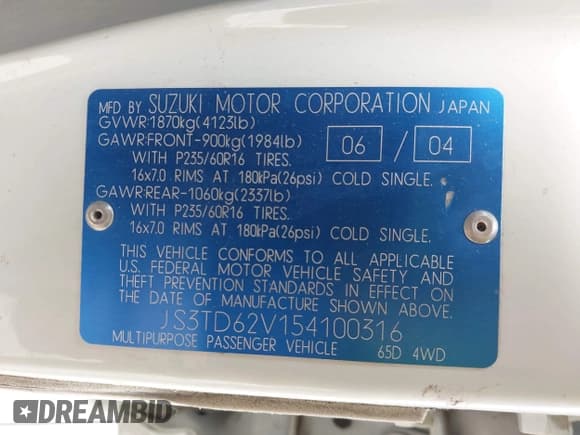 MFD BY SUZUKI MOTOR CORPORATION JAPAN
GVWR:1870kg(4123lb)
GAWR:FRONT-900kg(1984lb) 06 / 04
WITH P235/60R16 TIRES.
16x7.0 RIMS AT 180kPa(26psi) COLD SINGLE.
GAWR:REAR-1060kg(2337lb)
WITH P235/60R16 TIRES.
16x7.0 RIMS AT 180kPa(26psi) COLD SINGLE.
THIS VEHICLE CONFORMS TO ALL APPLICABLE
U.S. FEDERAL MOTOR VEHICLE SAFETY AND
THEFT PREVENTION STANDARDS IN EFFECT ON
THE DATE OF MANUFACTURE SHOWN ABOVE.
JS3TD62V154100316
MULTIPURPOSE PASSENGER VEHICLE 65D 4WD
DREAMBID